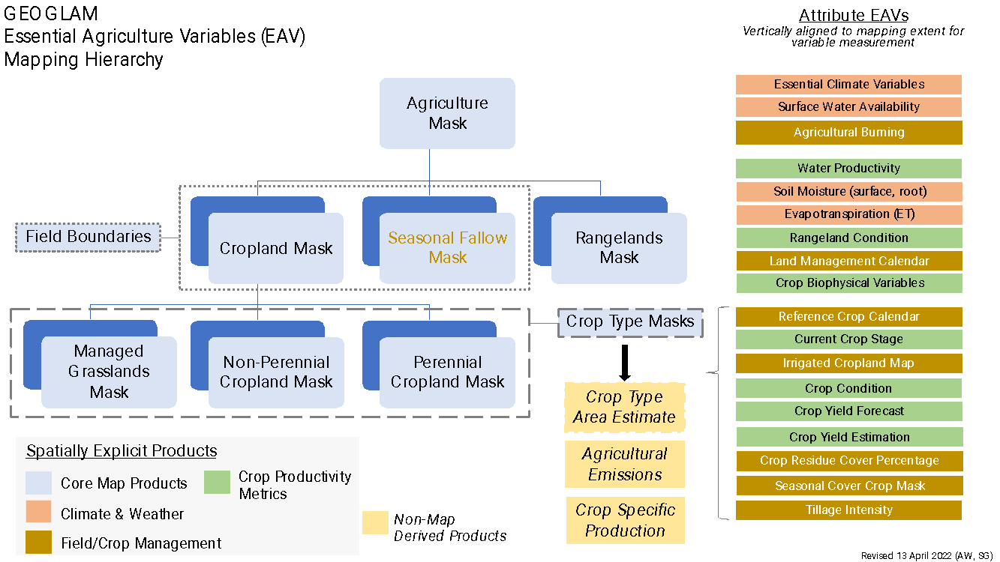 GEOGLAM
Essential Agriculture Variables (EAV)
Mapping Hierarchy
Attribute EAVs
Vertically aligned to mapping extent for
variable measurement
Agriculture
Mask
Field Boundaries
Cropland Mask
Seasonal Fallow
Mask
Rangelands
Mask
Managed
Grasslands
Mask
Non-Perennial
Cropland Mask
Perennial
Cropland Mask
Crop Type Masks
Crop Type
Area Estimate
Agricultural
Emissions
Crop Specific
Production
Essential Climate Variables
Surface Water Availability
Agricultural Burning
Water Productivity
Soil Moisture (surface, root)
Evapotranspiration (ET)
Rangeland Condition
Land Management Calendar
Crop Biophysical Variables
Reference Crop Calendar
Current Crop Stage
Irrigated Cropland Map
Crop Condition
Crop Yield Forecast
Crop Yield Estimation
Crop Residue Cover Percentage
Seasonal Cover Crop Mask
Tillage Intensity
Spatially Explicit Products
Core Map Products
Climate & Weather
Field/Crop Management
Crop Productivity
Metrics
Non-Map
Derived Products
Revised 13 April 2022 (AW, SG)